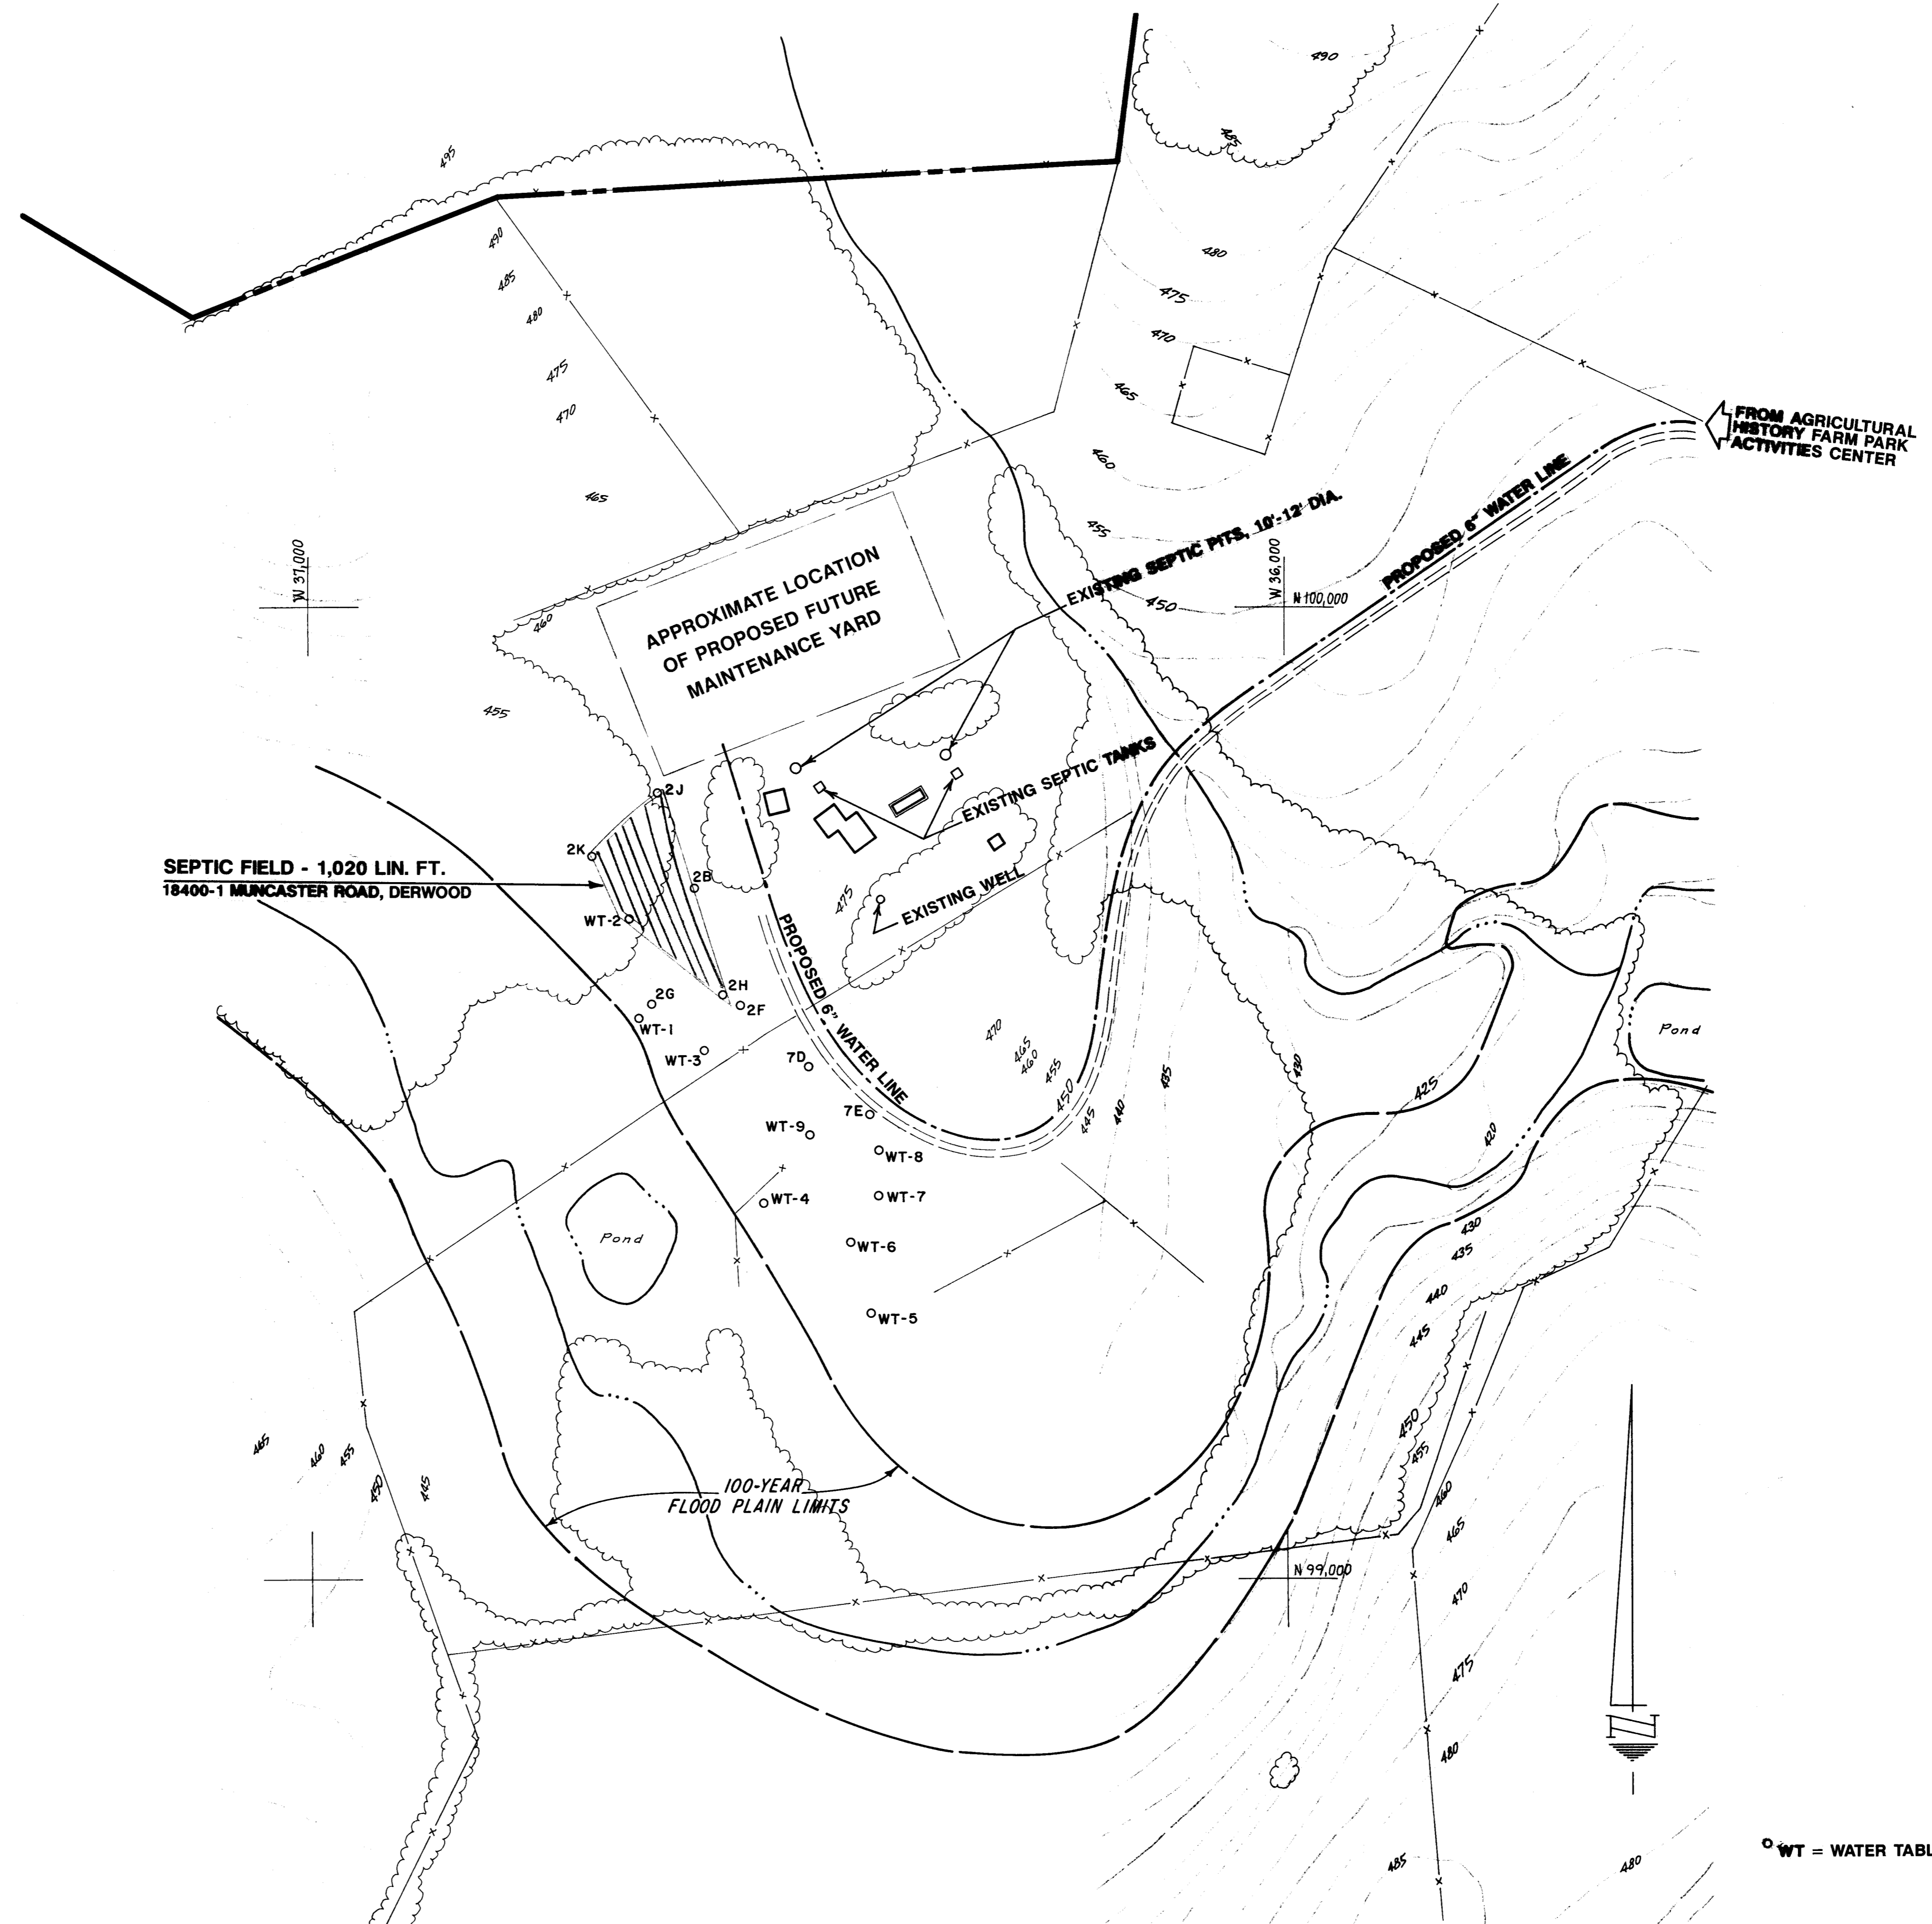 490
485
495
490
485
480
475
470
465
480
475
470
465
460
455
450
FROM AGRICULTURAL
HISTORY FARM PARK
ACTIVITIES CENTER
PROPOSED 6" WATER LINE
EXISTING SEPTIC PITS, 10'-12' DIA.
W 37,000
W 36,000
N 100,000
APPROXIMATE LOCATION
OF PROPOSED FUTURE
MAINTENANCE YARD
460
455
EXISTING SEPTIC TANKS
2J
2K
2B
SEPTIC FIELD - 1,020 LIN. FT.
18400-1 MUNCASTER ROAD, DERWOOD
WT-2
475
EXISTING WELL
PROPOSED 6" WATER LINE
2H
2G
2F
WT-1
WT-3
7D
7E
WT-9
WT-8
WT-4
WT-7
WT-6
WT-5
470
465
460
455
450
445
440
435
430
425
420
Pond
Pond
430
435
440
445
450
455
460
465
470
475
480
485
480
465
460
455
450
445
100-YEAR
FLOOD PLAIN LIMITS
N 99,000
N
WT = WATER